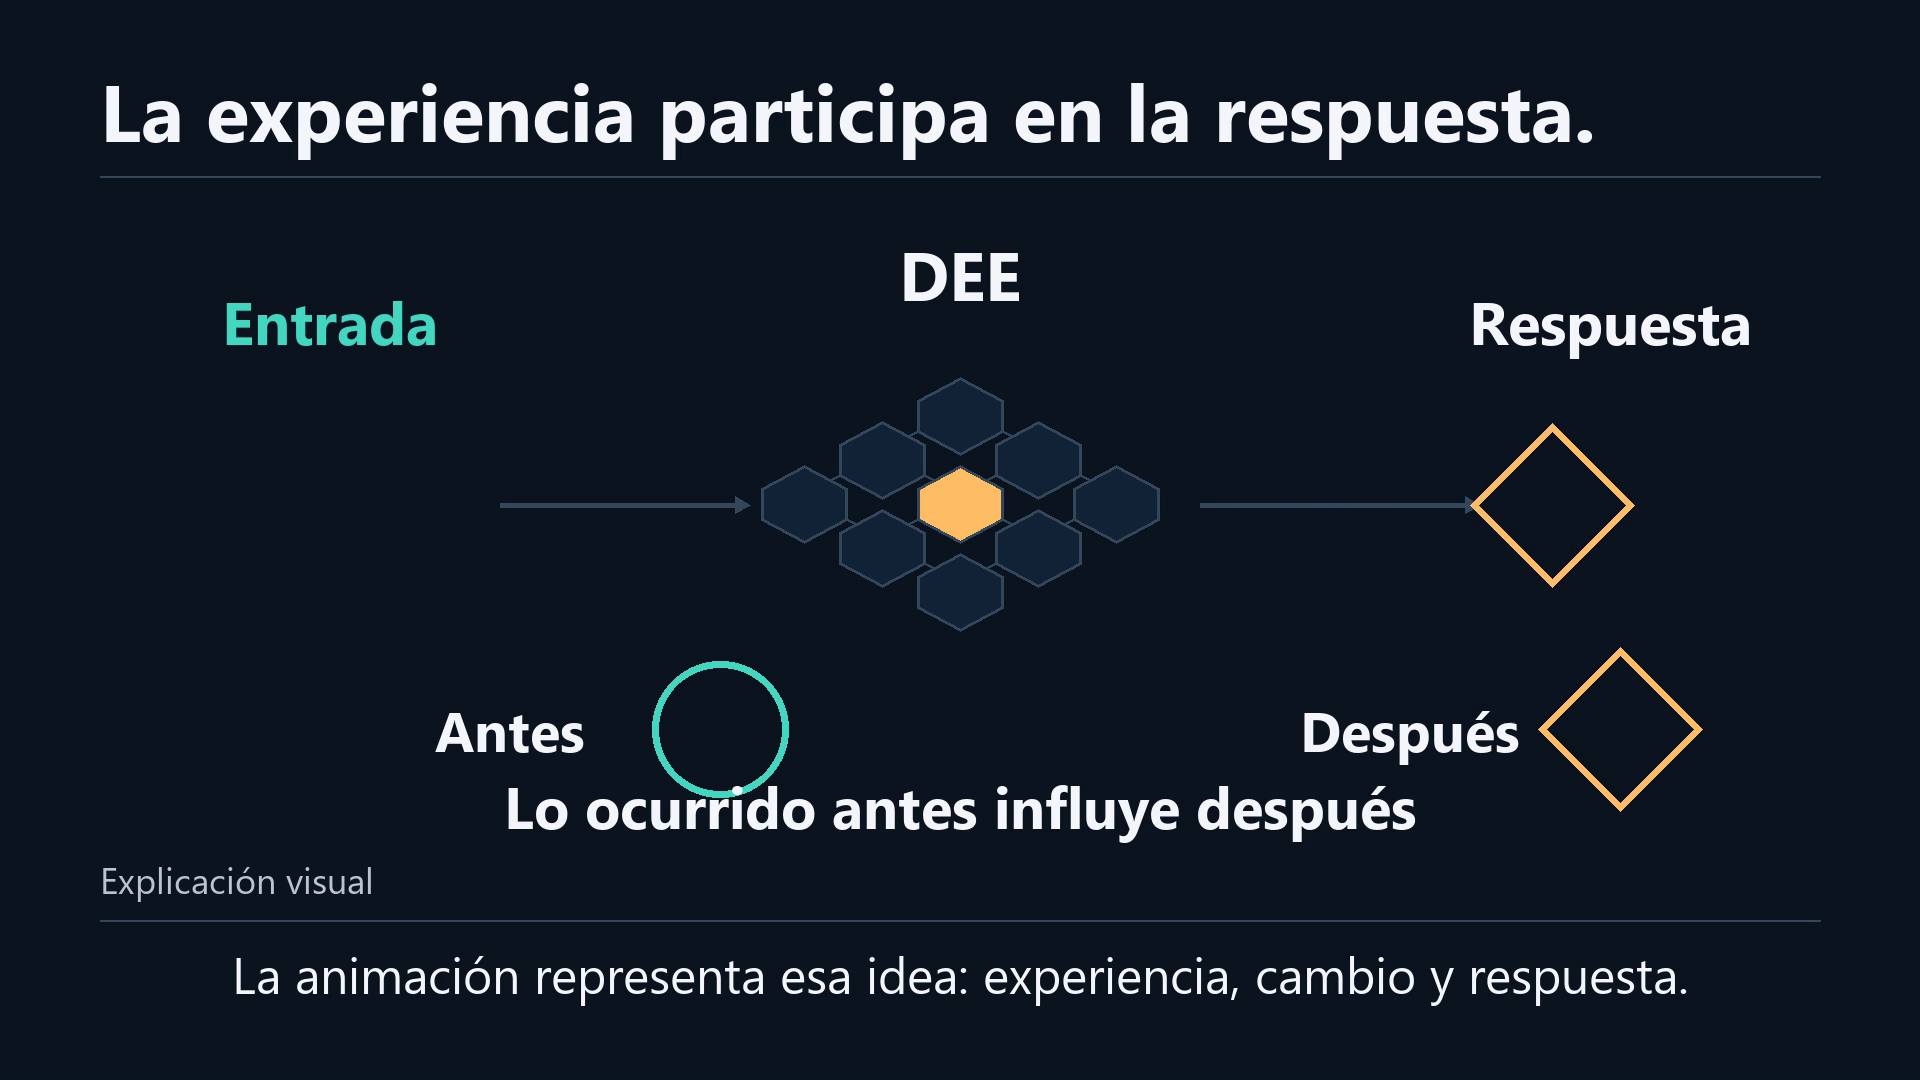 La experiencia participa en la respuesta.
DEE
Entrada
Respuesta
Antes
Después
Lo ocurrido antes influye después
Explicación visual
La animación representa esa idea: experiencia, cambio y respuesta.